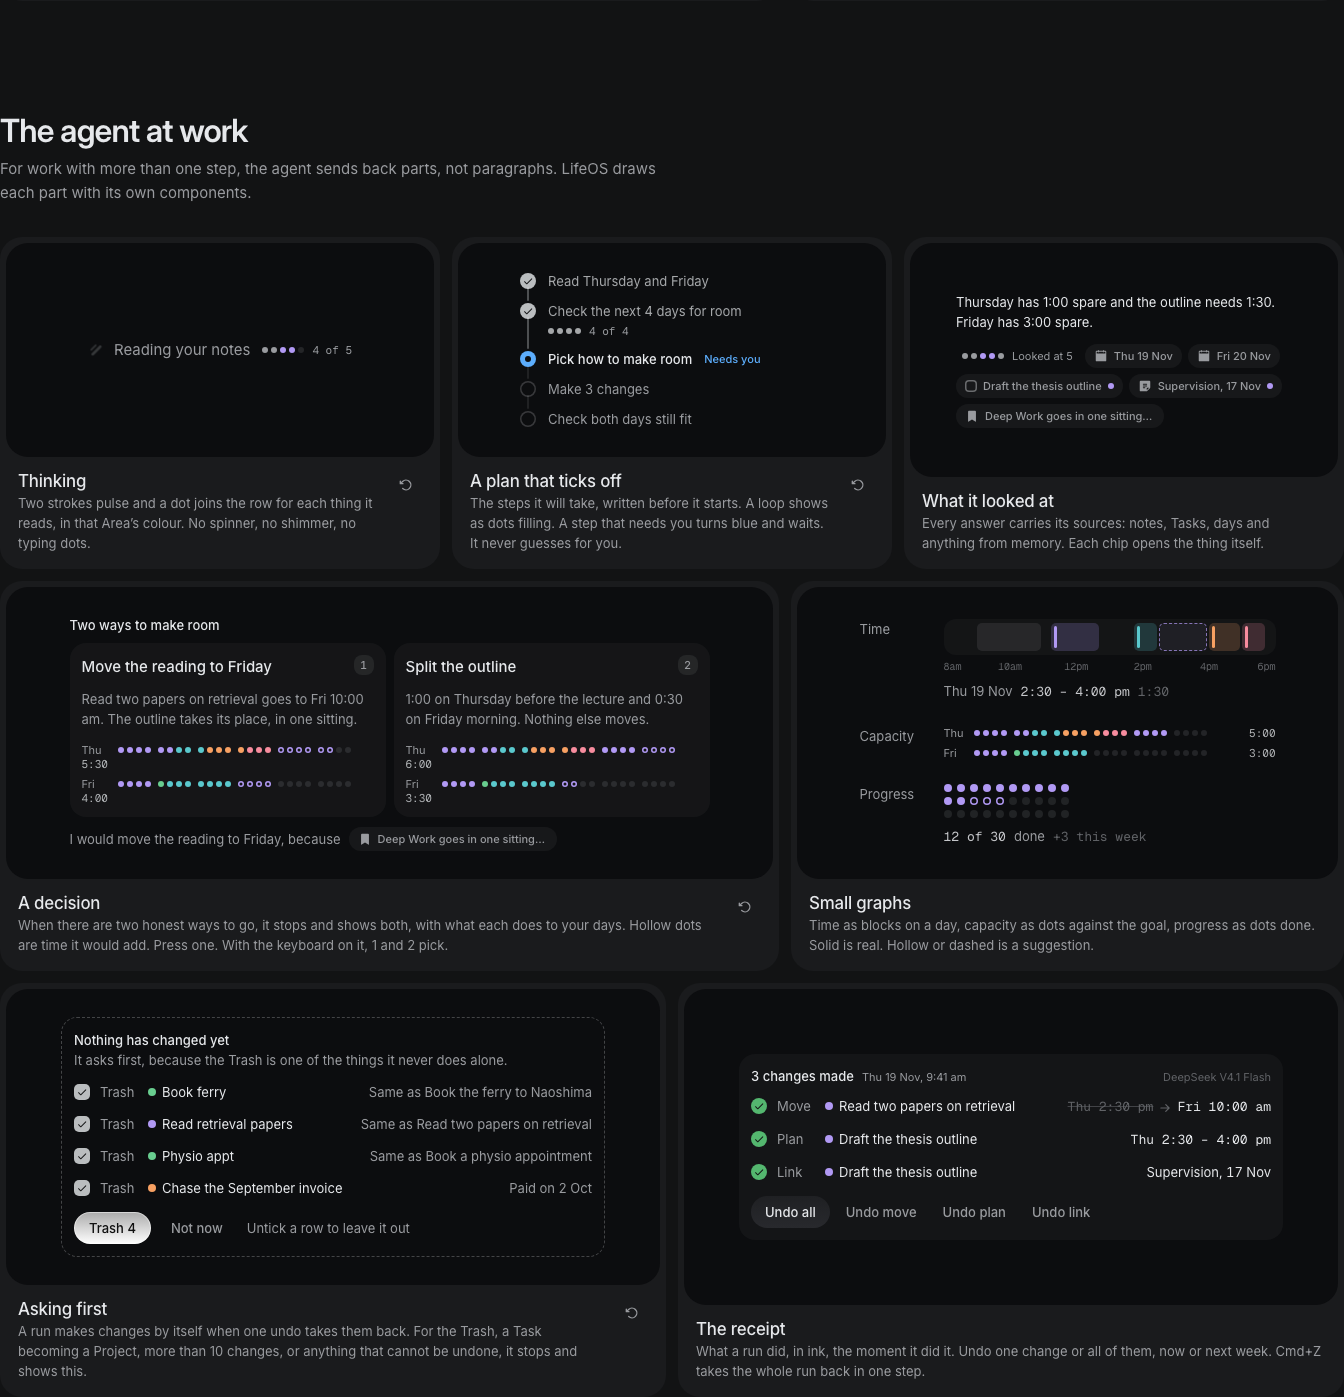 The agent at work
For work with more than one step, the agent sends back parts, not paragraphs. LifeOS draws
each part with its own components.
Reading your notes 4 of 5
Thinking
Two strokes pulse and a dot joins the row for each thing it
reads, in that Area's colour. No spinner, no shimmer, no
typing dots.
Read Thursday and Friday
Check the next 4 days for room
4 of 4
Pick how to make room Needs you
Make 3 changes
Check both days still fit
A plan that ticks off
The steps it will take, written before it starts. A loop shows
as dots filling. A step that needs you turns blue and waits.
It never guesses for you.
Thursday has 1:00 spare and the outline needs 1:30.
Friday has 3:00 spare.
Looked at 5 Thu 19 Nov Fri 20 Nov
Draft the thesis outline Supervision, 17 Nov
Deep Work goes in one sitting...
What it looked at
Every answer carries its sources: notes, Tasks, days and
anything from memory. Each chip opens the thing itself.
Two ways to make room
Move the reading to Friday 1
Read two papers on retrieval goes to Fri 10:00
am. The outline takes its place, in one sitting.
Thu
5:30
Fri
4:00
Split the outline 2
1:00 on Thursday before the lecture and 0:30
on Friday morning. Nothing else moves.
Thu
6:00
Fri
3:30
I would move the reading to Friday, because Deep Work goes in one sitting...
A decision
When there are two honest ways to go, it stops and shows both, with what each does to your days. Hollow dots
are time it would add. Press one. With the keyboard on it, 1 and 2 pick.
Time
8am 10am 12pm 2pm 4pm 6pm
Thu 19 Nov 2:30 – 4:00 pm 1:30
Capacity
Thu 5:00
Fri 3:00
Progress
12 of 30 done +3 this week
Small graphs
Time as blocks on a day, capacity as dots against the goal, progress as dots done.
Solid is real. Hollow or dashed is a suggestion.
Nothing has changed yet
It asks first, because the Trash is one of the things it never does alone.
Trash Book ferry Same as Book the ferry to Naoshima
Trash Read retrieval papers Same as Read two papers on retrieval
Trash Physio appt Same as Book a physio appointment
Trash Chase the September invoice Paid on 2 Oct
Trash 4 Not now Untick a row to leave it out
Asking first
A run makes changes by itself when one undo takes them back. For the Trash, a Task
becoming a Project, more than 10 changes, or anything that cannot be undone, it stops and
shows this.
3 changes made Thu 19 Nov, 9:41 am DeepSeek V4.1 Flash
Move Read two papers on retrieval Thu 2:30 pm → Fri 10:00 am
Plan Draft the thesis outline Thu 2:30 – 4:00 pm
Link Draft the thesis outline Supervision, 17 Nov
Undo all Undo move Undo plan Undo link
The receipt
What a run did, in ink, the moment it did it. Undo one change or all of them, now or next week. Cmd+Z
takes the whole run back in one step.